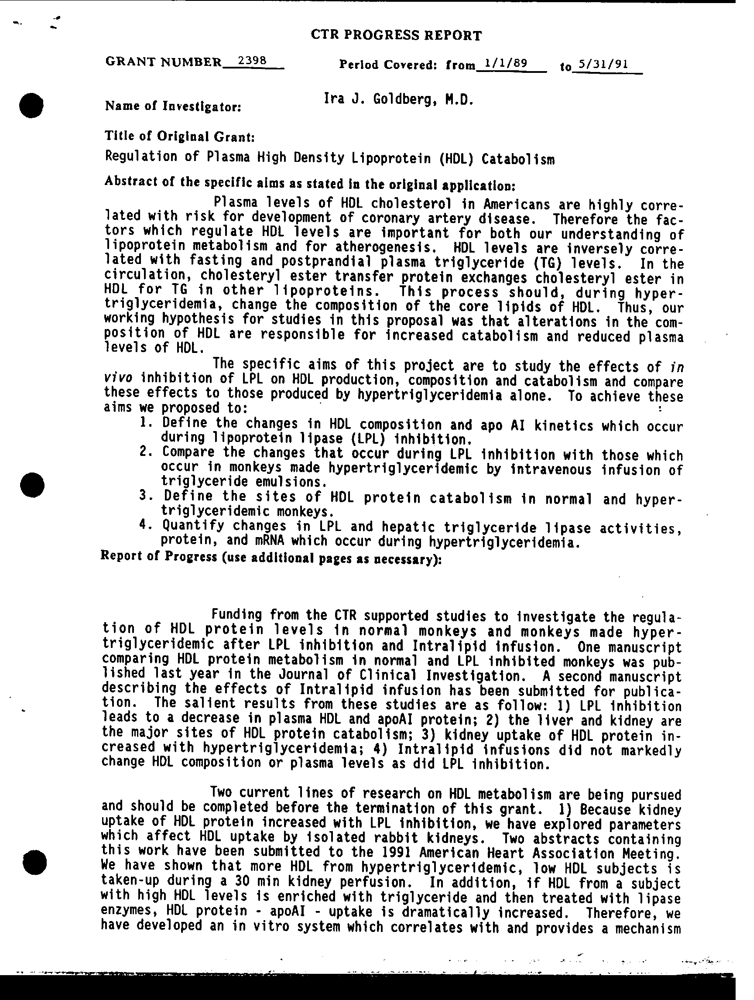 CTR PROGRESS REPORT
GRANT NUMBER 2398 Period Covered: from 1/1/89 to 5/31/91
Name of Investigator: Ira J. Goldberg, M.D.
Title of Original Grant:
Regulation of Plasma High Density Lipoprotein (HDL) Catabolism
Abstract of the specific aims as stated in the original application:
Plasma levels of HDL cholesterol in Americans are highly corre-
lated with risk for development of coronary artery disease. Therefore the fac-
tors which regulate HDL levels are important for both our understanding of
lipoprotein metabolism and for atherogenesis. HDL levels are inversely corre-
lated with fasting and postprandial plasma triglyceride (TG) levels. In the
circulation, cholesteryl ester transfer protein exchanges cholesteryl ester in
HDL for TG in other lipoproteins. This process should, during hyper-
triglyceridemia, change the composition of the core lipids of HDL. Thus, our
working hypothesis for studies in this proposal was that alterations in the com-
position of HDL are responsible for increased catabolism and reduced plasma
levels of HDL.
The specific aims of this project are to study the effects of in
vivo inhibition of LPL on HDL production, composition and catabolism and compare
these effects to those produced by hypertriglyceridemia alone. To achieve these
aims we proposed to:
1. Define the changes in HDL composition and apo AI kinetics which occur
during lipoprotein lipase (LPL) inhibition.
2. Compare the changes that occur during LPL inhibition with those which
occur in monkeys made hypertriglyceridemic by intravenous infusion of
triglyceride emulsions.
3. Define the sites of HDL protein catabolism in normal and hyper-
triglyceridemic monkeys.
4. Quantify changes in LPL and hepatic triglyceride lipase activities,
protein, and mRNA which occur during hypertriglyceridemia.
Report of Progress (use additional pages as necessary):
Funding from the CTR supported studies to investigate the regula-
tion of HDL protein levels in normal monkeys and monkeys made hyper-
triglyceridemic after LPL inhibition and Intralipid infusion. One manuscript
comparing HDL protein metabolism in normal and LPL inhibited monkeys was pub-
lished last year in the Journal of Clinical Investigation. A second manuscript
describing the effects of Intralipid infusion has been submitted for publica-
tion. The salient results from these studies are as follow: 1) LPL inhibition
leads to a decrease in plasma HDL and apoAI protein; 2) the liver and kidney are
the major sites of HDL protein catabolism; 3) kidney uptake of HDL protein in-
creased with hypertriglyceridemia; 4) Intralipid infusions did not markedly
change HDL composition or plasma levels as did LPL inhibition.
Two current lines of research on HDL metabolism are being pursued
and should be completed before the termination of this grant. 1) Because kidney
uptake of HDL protein increased with LPL inhibition, we have explored parameters
which affect HDL uptake by isolated rabbit kidneys. Two abstracts containing
this work have been submitted to the 1991 American Heart Association Meeting.
We have shown that more HDL from hypertriglyceridemic, low HDL subjects is
taken-up during a 30 min kidney perfusion. In addition, if HDL from a subject
with high HDL levels is enriched with triglyceride and then treated with lipase
enzymes, HDL protein - apoAI - uptake is dramatically increased. Therefore, we
have developed an in vitro system which correlates with and provides a mechanism